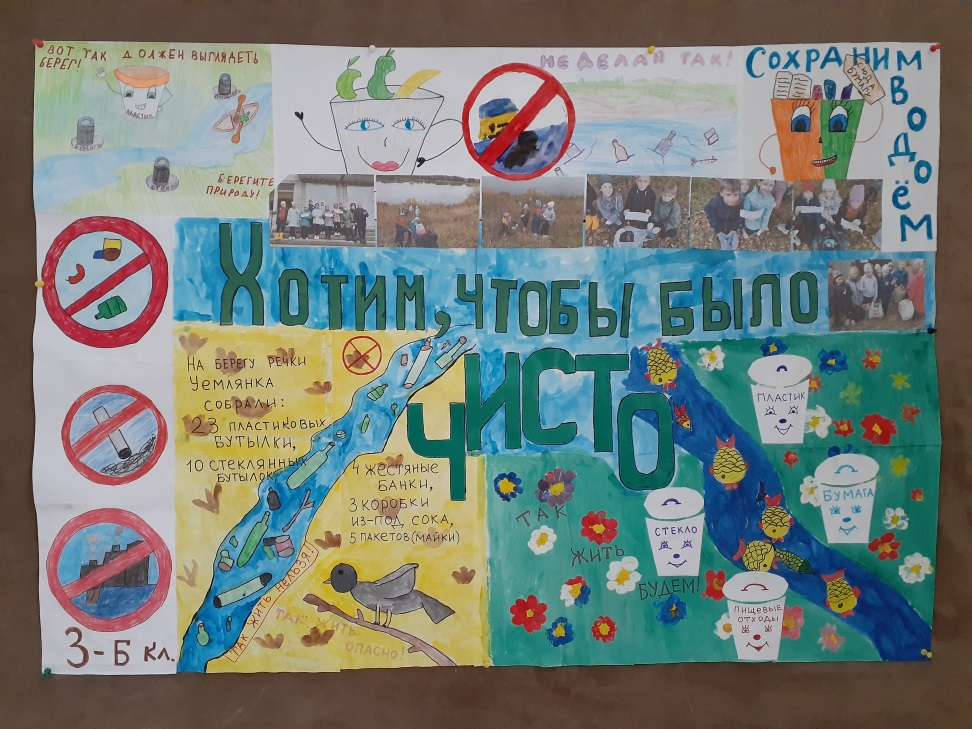 ВОТ ТАК ДОЛЖЕН ВЫГЛЯДЕТЬ
БЕРЕГ!
ПЛАСТИК
БЕРЕГИТЕ
ПРИРОДУ!
НЕ ДЕЛАЙ ТАК!
СОХРАНИМ
ВОДОЁМ
БУМАГУ
ХОТИМ, ЧТОБЫ БЫЛО
ЧИСТО
НА БЕРЕГУ РЕЧКИ
УЕМЛЯНКА
СОБРАЛИ:
23 ПЛАСТИКОВЫХ
БУТЫЛКИ,
10 СТЕКЛЯННЫХ
БУТЫЛОК
4 ЖЕСТЯНЫЕ
БАНКИ,
3 КОРОБКИ
ИЗ-ПОД СОКА,
5 ПАКЕТОВ (МАЙКИ)
ТАК ЖИТЬ НЕЛЬЗЯ!
ТАК ЖИТЬ
ОПАСНО!
ТАК
ЖИТЬ
БУДЕМ!
ПЛАСТИК
БУМАГА
СТЕКЛО
ПИЩЕВЫЕ
ОТХОДЫ
3-Б КЛ.